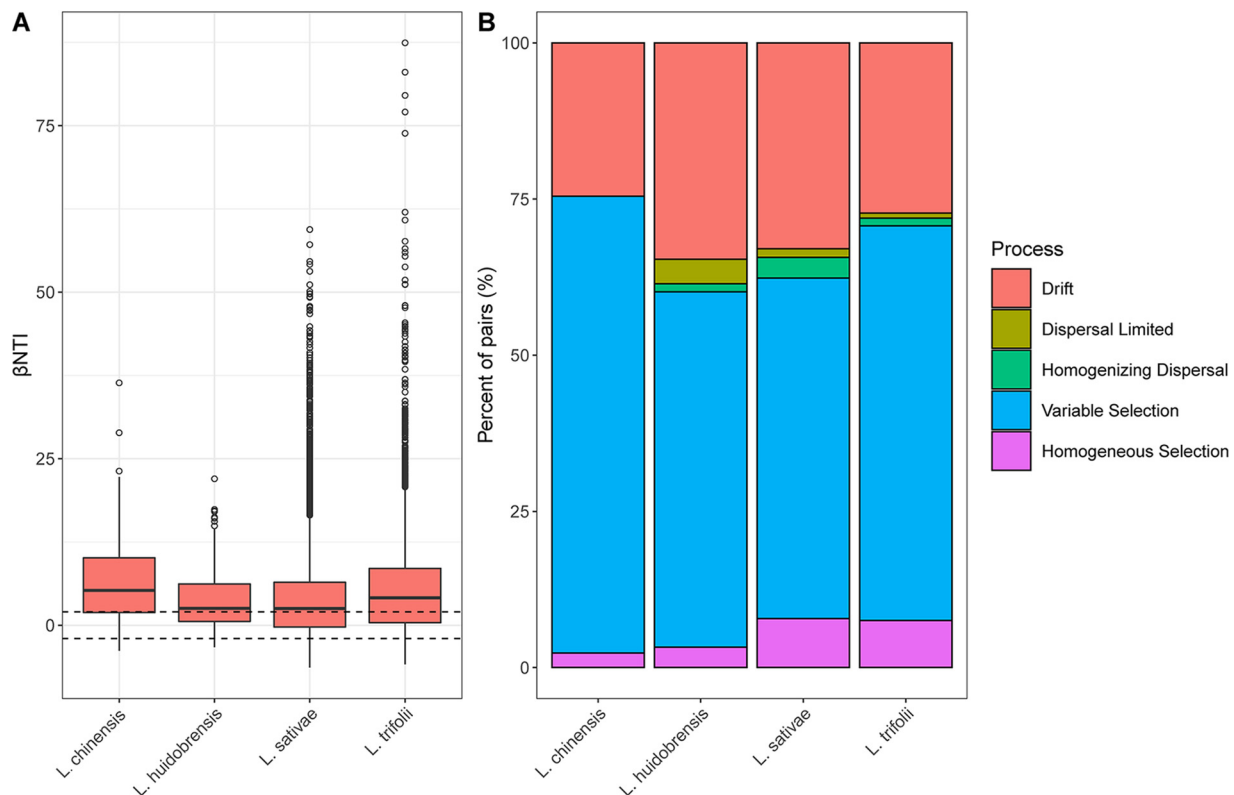 A
βNTI
75
50
25
0
L. chinensis
L. huidobrensis
L. sativae
L. trifolii
B
Percent of pairs (%)
100
75
50
25
0
L. chinensis
L. huidobrensis
L. sativae
L. trifolii
Process
Drift
Dispersal Limited
Homogenizing Dispersal
Variable Selection
Homogeneous Selection